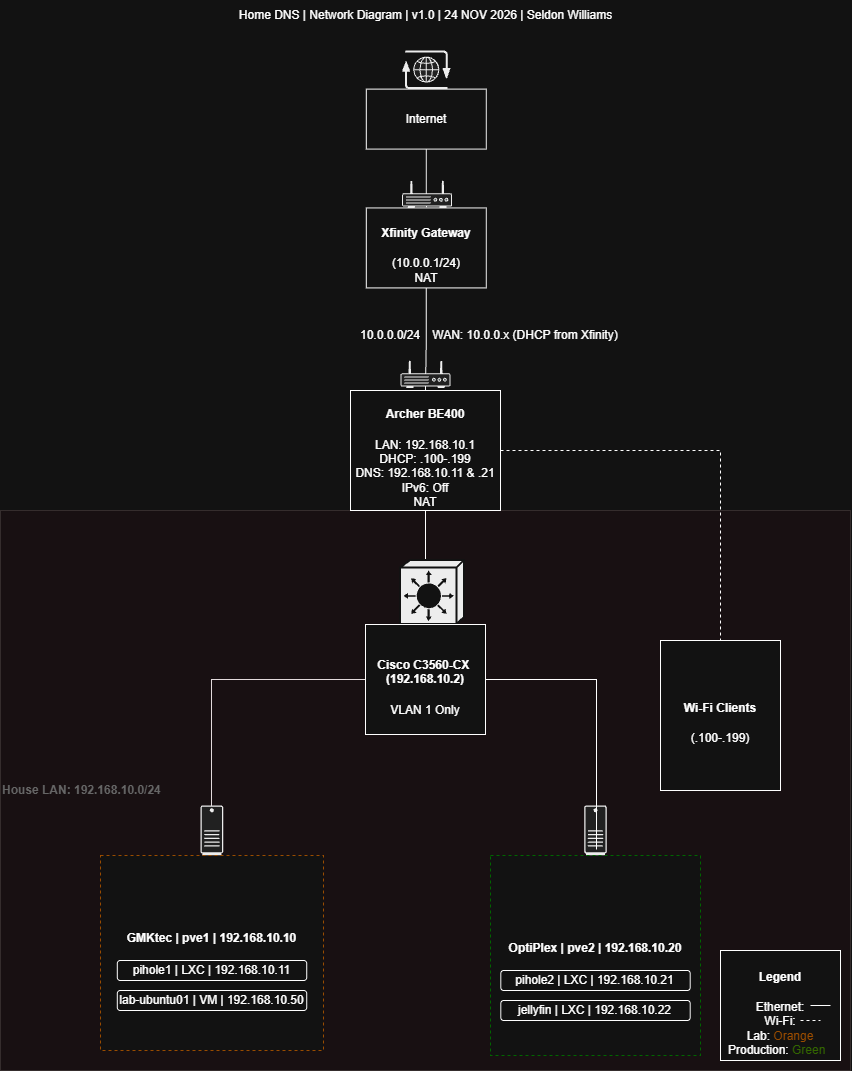 Home DNS | Network Diagram | v1.0 | 24 NOV 2026 | Seldon Williams
Internet
Xfinity Gateway
(10.0.0.1/24)
NAT
10.0.0.0/24
WAN: 10.0.0.x (DHCP from Xfinity)
Archer BE400
LAN: 192.168.10.1
DHCP: .100-.199
DNS: 192.168.10.11 & .21
IPv6: Off
NAT
Cisco C3560-CX
(192.168.10.2)
VLAN 1 Only
Wi-Fi Clients
(.100-.199)
House LAN: 192.168.10.0/24
GMKtec | pve1 | 192.168.10.10
pihole1 | LXC | 192.168.10.11
lab-ubuntu01 | VM | 192.168.10.50
OptiPlex | pve2 | 192.168.10.20
pihole2 | LXC | 192.168.10.21
jellyfin | LXC | 192.168.10.22
Legend
Ethernet:
Wi-Fi:
Lab: Orange
Production: Green